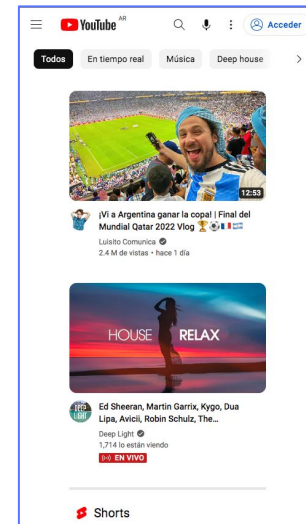 YouTube AR
Acceder
Todos
En tiempo real
Música
Deep house
12:53
¡Vi a Argentina ganar la copa! | Final del
Mundial Qatar 2022 Vlog 🏆⚽🇫🇷🇦🇷
Luisito Comunica
2.4 M de vistas • hace 1 día
HOUSE RELAX
DEEP
LIGHT
Ed Sheeran, Martin Garrix, Kygo, Dua
Lipa, Avicii, Robin Schulz, The...
Deep Light
1,714 lo están viendo
EN VIVO
Shorts